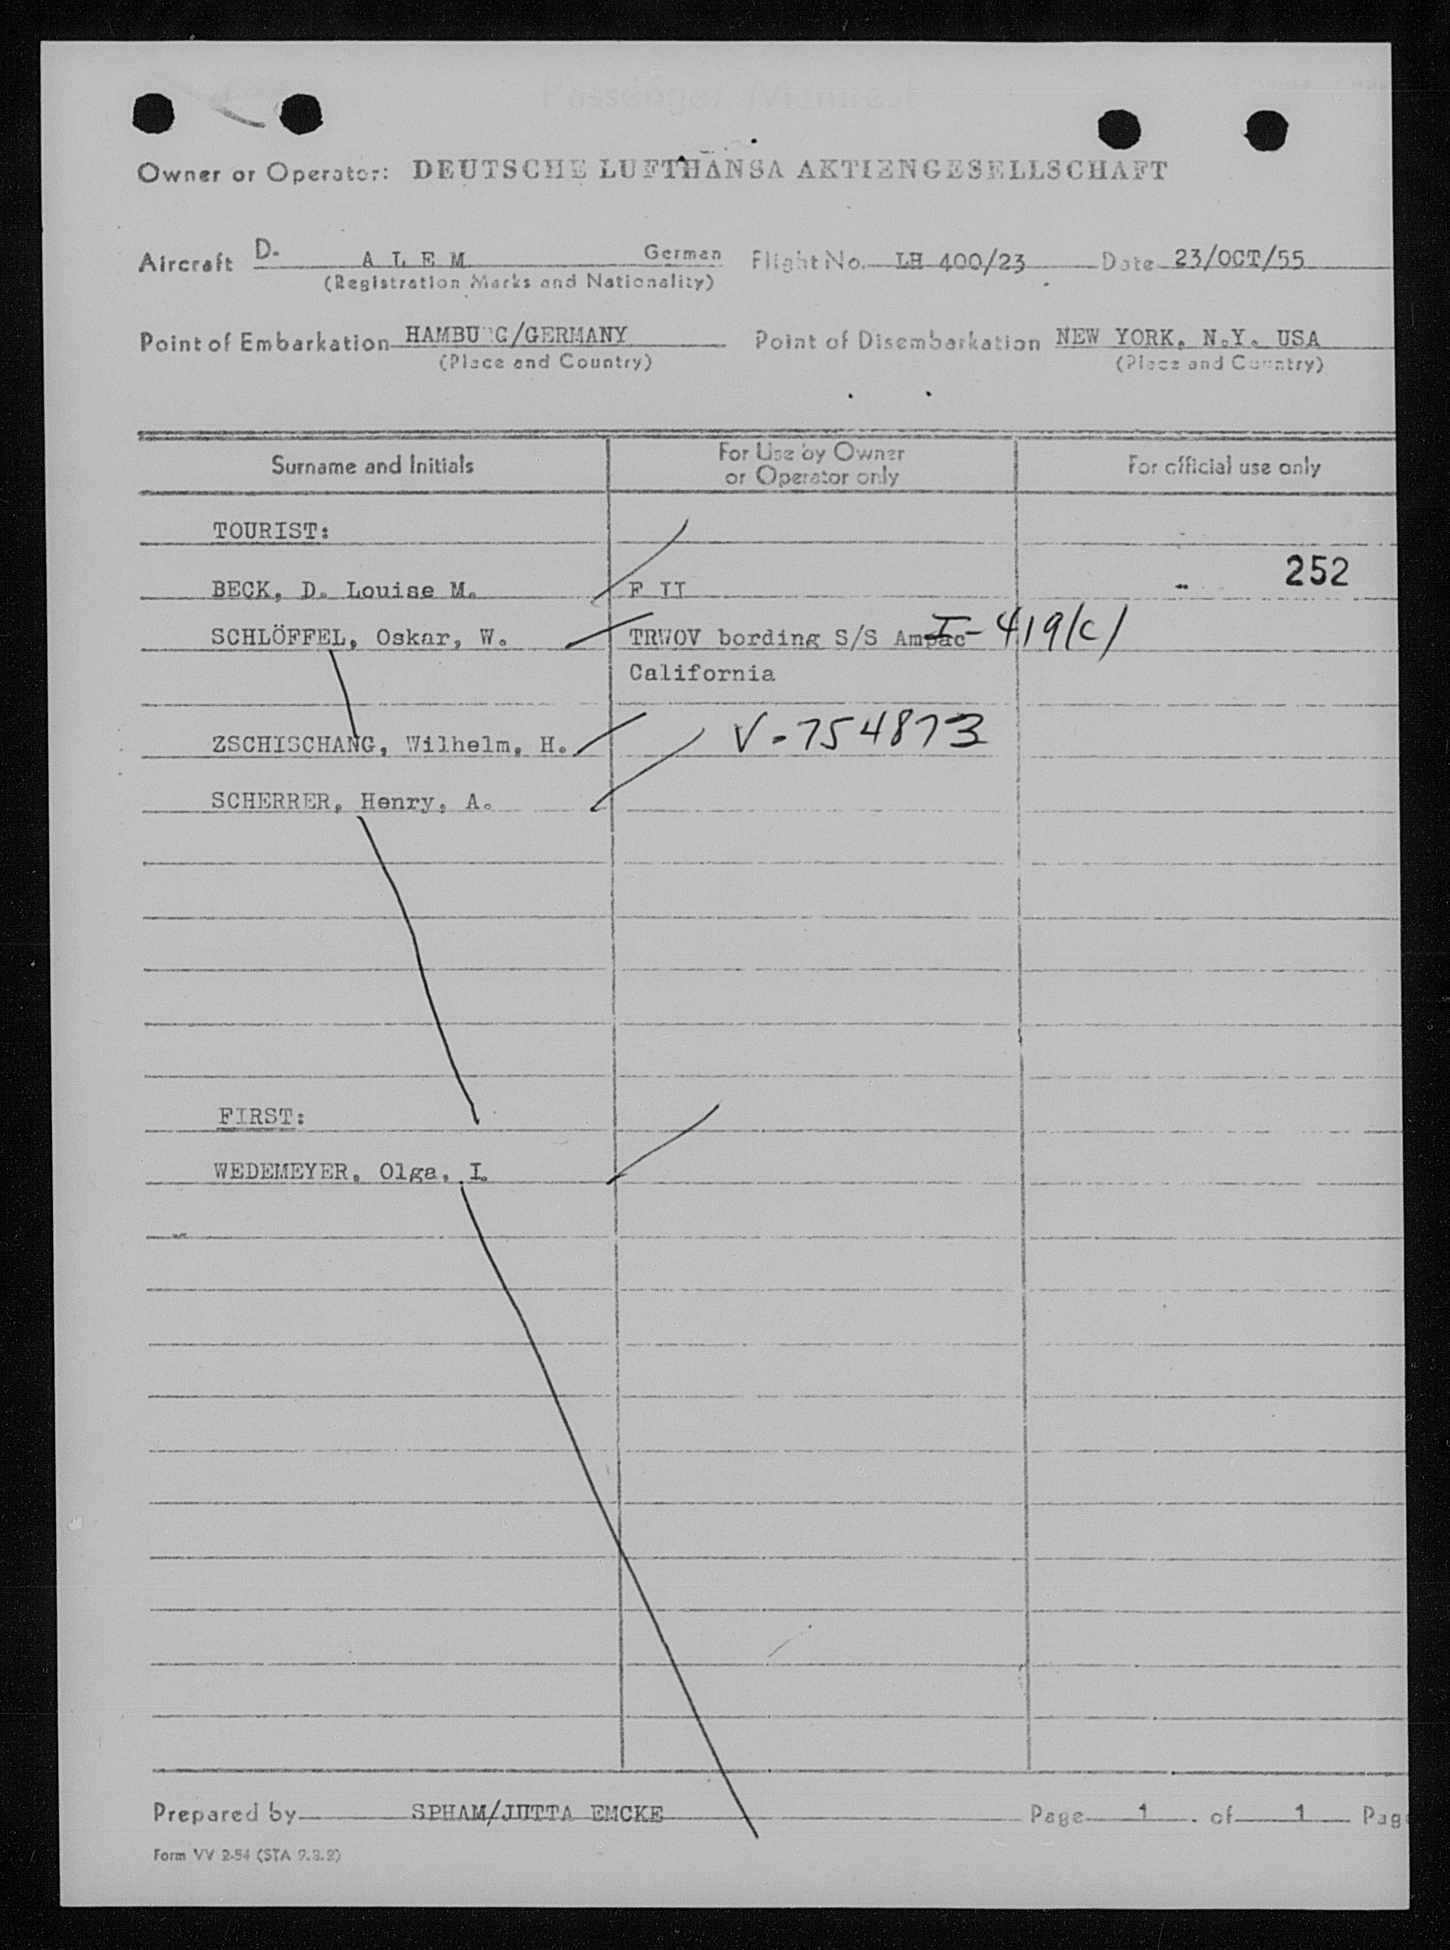 Owner or Operator: DEUTSCHE LUFTHANSA AKTIENGESELLSCHAFT
Aircraft D- ALEM German Flight No. LH 400/23 Date 23/OCT/55
(Registration Marks and Nationality)
Point of Embarkation HAMBURG/GERMANY Point of Disembarkation NEW YORK, N.Y. USA
(Place and Country) (Place and Country)
Surname and Initials For Use by Owner or Operator only For official use only
TOURIST:
252
BECK, D. Louise M. F II
SCHLÖFFEL, Oskar, W. TRWOV bording S/S Ampac I-419(c)
California
ZSCHISCHANG, Wilhelm, H. V-754873
SCHERRER, Henry, A.
FIRST:
WEDEMEYER, Olga, I.
Prepared by SPHAM/JUTTA EMCKE Page 1 of 1 Pag
Form VV 2-54 (STA 9.3.2)